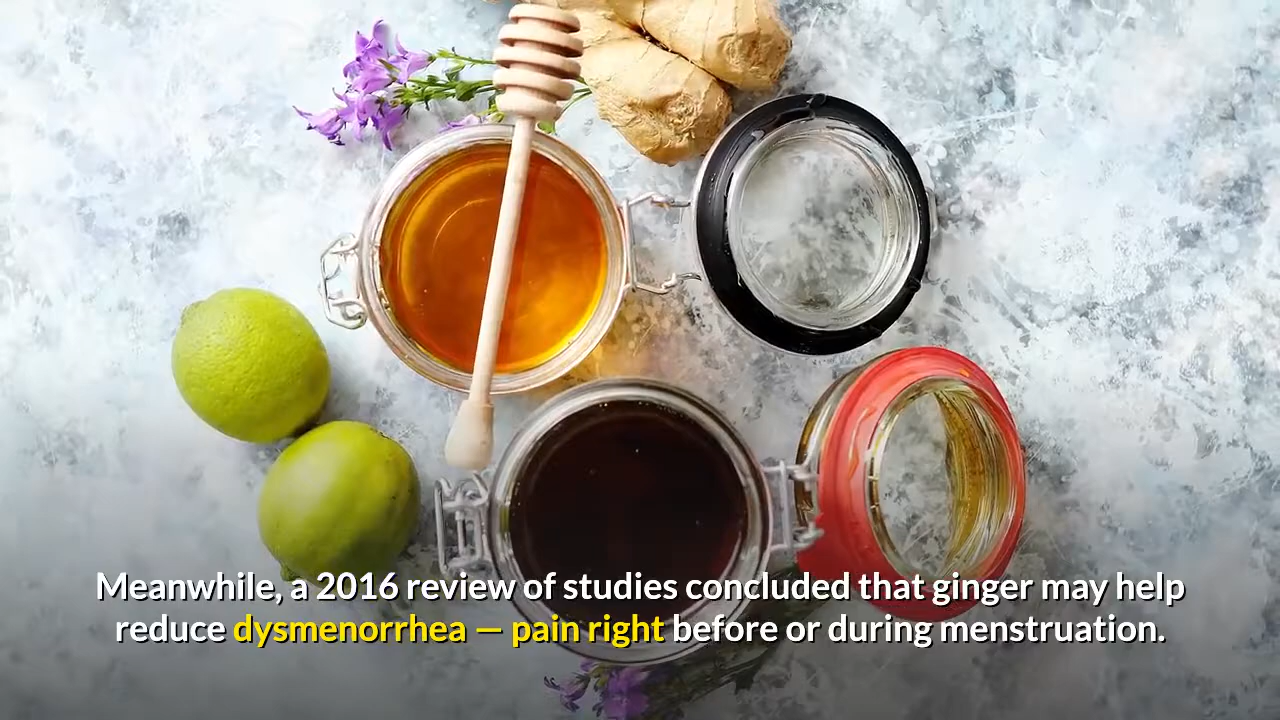 Meanwhile, a 2016 review of studies concluded that ginger may help
reduce dysmenorrhea — pain right before or during menstruation.